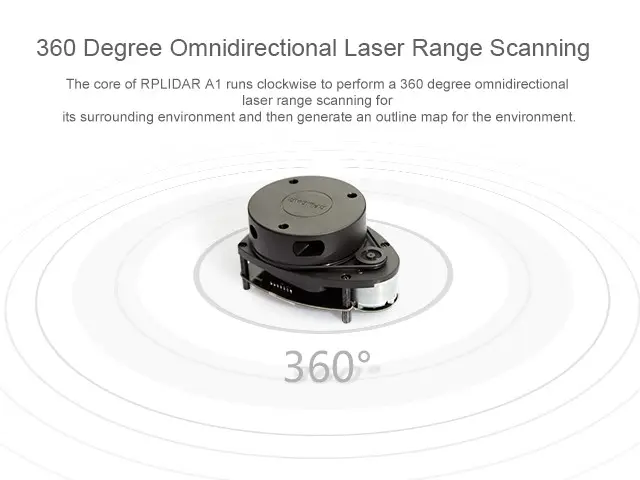 360 Degree Omnidirectional Laser Range Scanning
The core of RPLIDAR A1 runs clockwise to perform a 360 degree omnidirectional
laser range scanning for
its surrounding environment and then generate an outline map for the environment.
360°